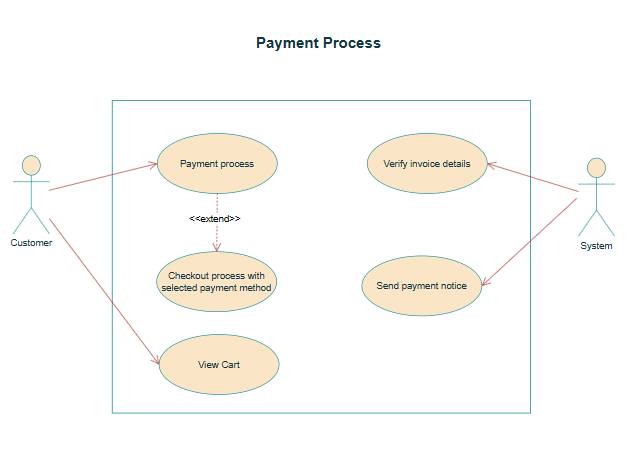 Payment Process
Payment process
Verify invoice details
<<extend>>
Customer
System
Checkout process with
selected payment method
Send payment notice
View Cart